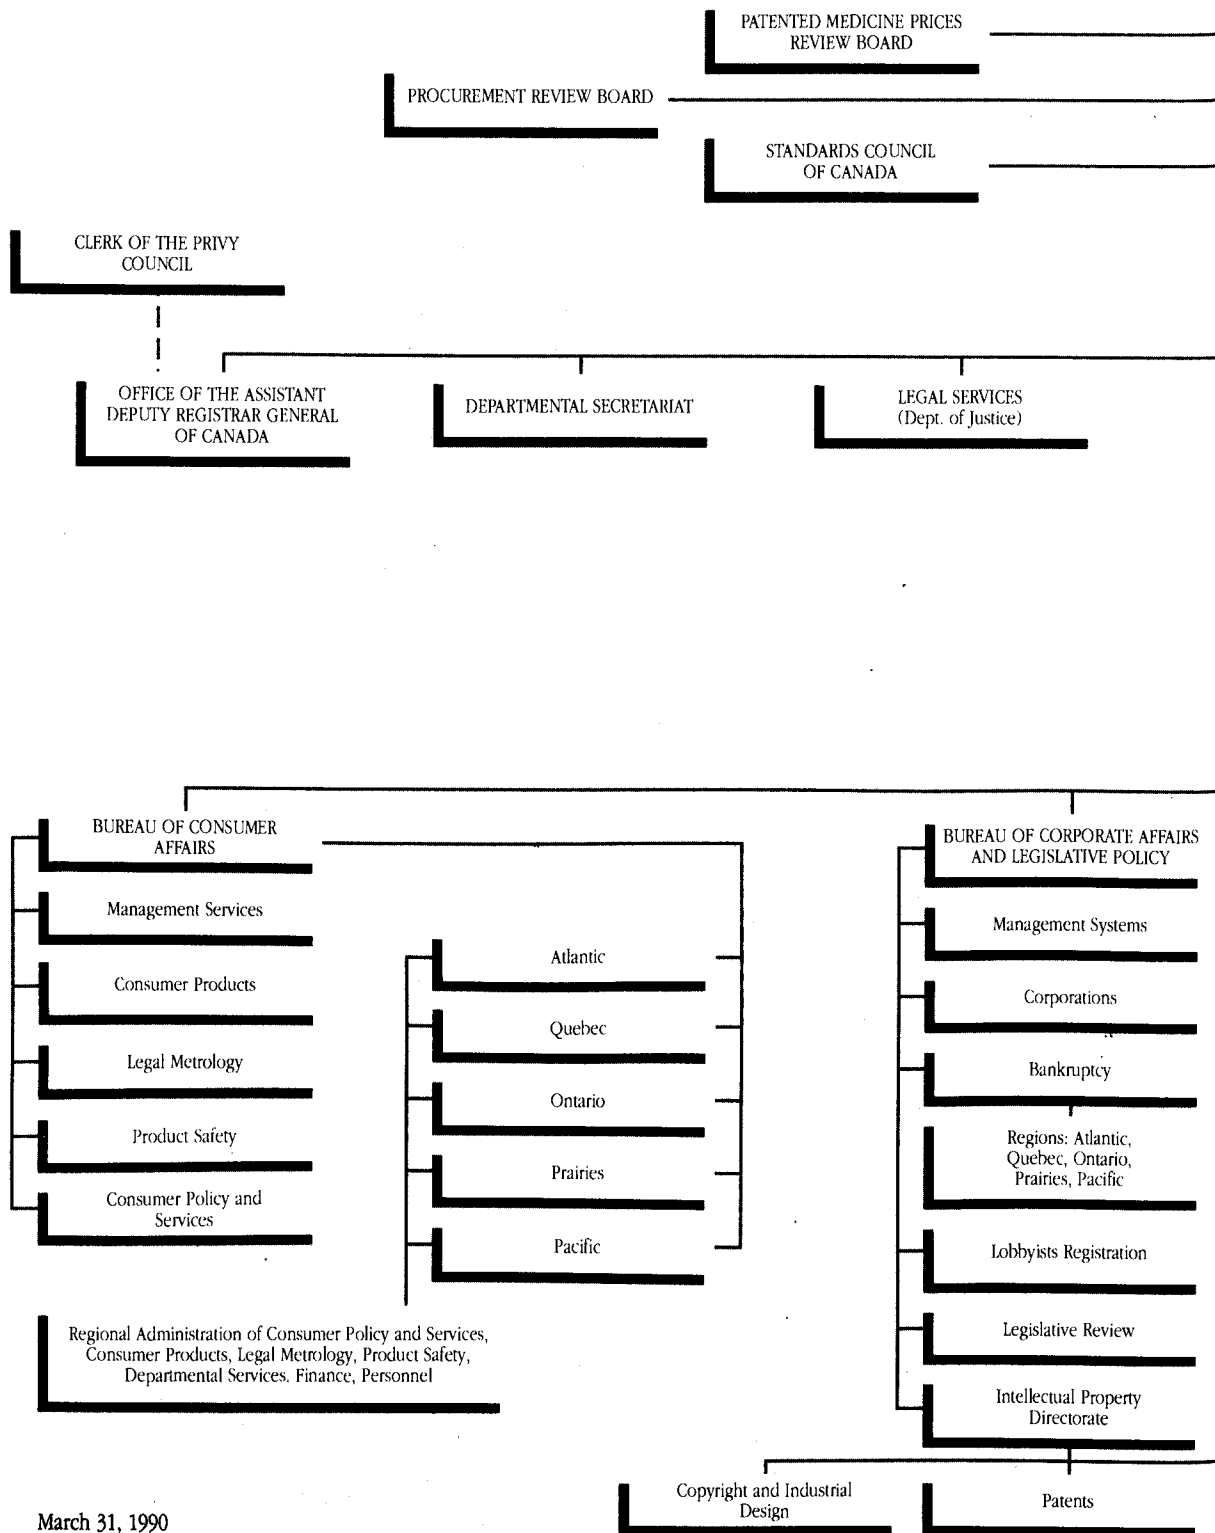 PATENTED MEDICINE PRICES
REVIEW BOARD
PROCUREMENT REVIEW BOARD
STANDARDS COUNCIL
OF CANADA
CLERK OF THE PRIVY
COUNCIL
OFFICE OF THE ASSISTANT
DEPUTY REGISTRAR GENERAL
OF CANADA
DEPARTMENTAL SECRETARIAT
LEGAL SERVICES
(Dept. of Justice)
BUREAU OF CONSUMER
AFFAIRS
Management Services
Consumer Products
Legal Metrology
Product Safety
Consumer Policy and
Services
Atlantic
Quebec
Ontario
Prairies
Pacific
Regional Administration of Consumer Policy and Services,
Consumer Products, Legal Metrology, Product Safety,
Departmental Services, Finance, Personnel
BUREAU OF CORPORATE AFFAIRS
AND LEGISLATIVE POLICY
Management Systems
Corporations
Bankruptcy
Regions: Atlantic,
Quebec, Ontario,
Prairies, Pacific
Lobbyists Registration
Legislative Review
Intellectual Property
Directorate
Copyright and Industrial
Design
Patents
March 31, 1990